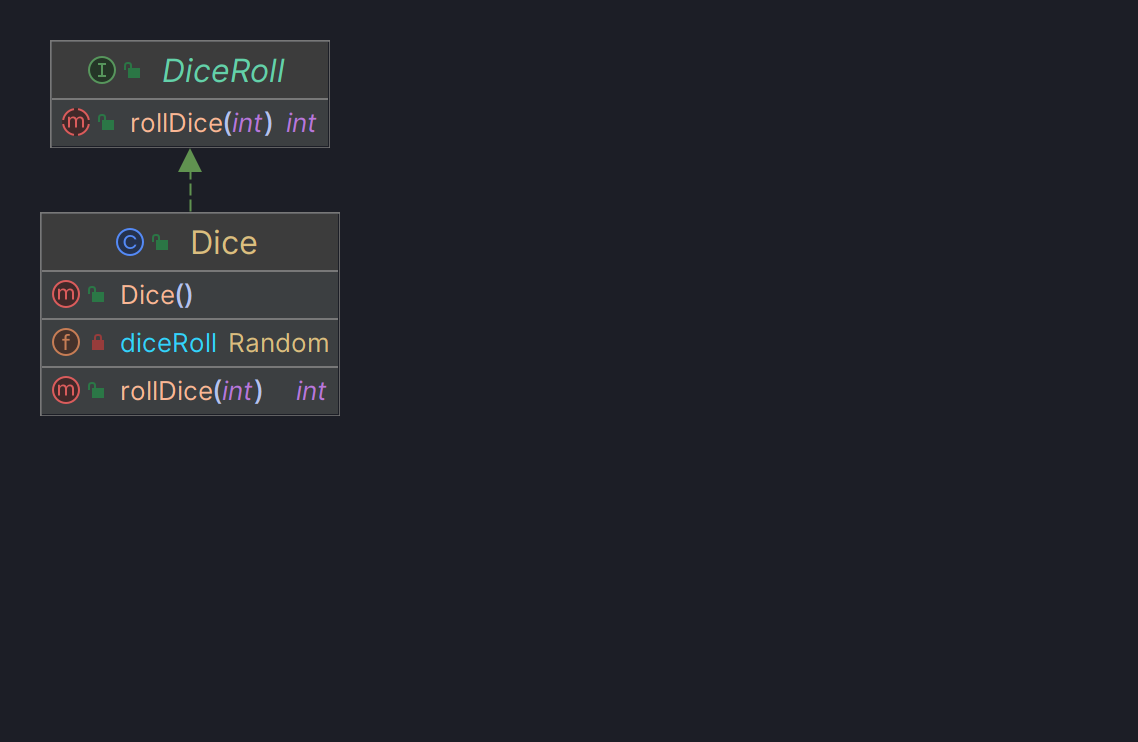 I DiceRoll
m rollDice(int) int
C Dice
m Dice()
f diceRoll Random
m rollDice(int) int